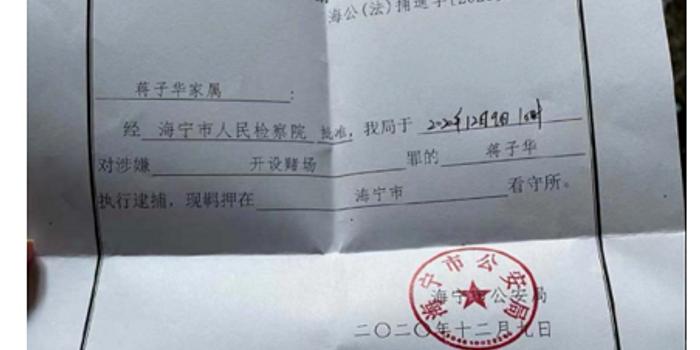 海公(法)捕通字[202
蒋子华家属:
经海宁市人民检察院批准,我局于2020年12月9日 时
对涉嫌开设赌场罪的蒋子华
执行逮捕,现羁押在海宁市看守所。
海宁市公安局
海宁市公安局
二〇二〇年十二月九日